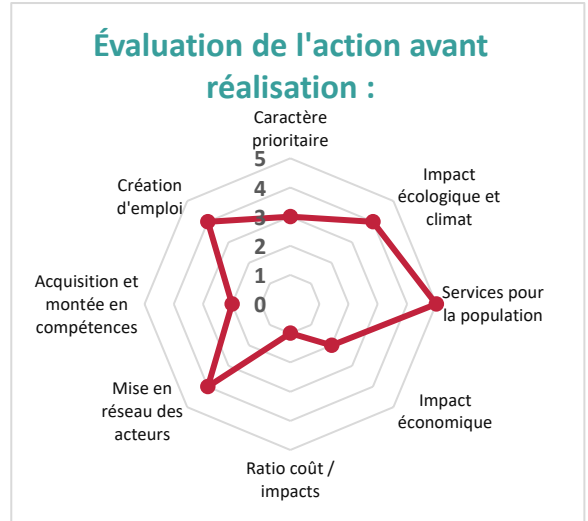 Évaluation de l'action avant
réalisation :
Caractère
prioritaire
Impact
écologique et
climat
Services pour
la population
Impact
économique
Ratio coût /
impacts
Mise en
réseau des
acteurs
Acquisition et
montée en
compétences
Création
d'emploi
5
4
3
2
1
0